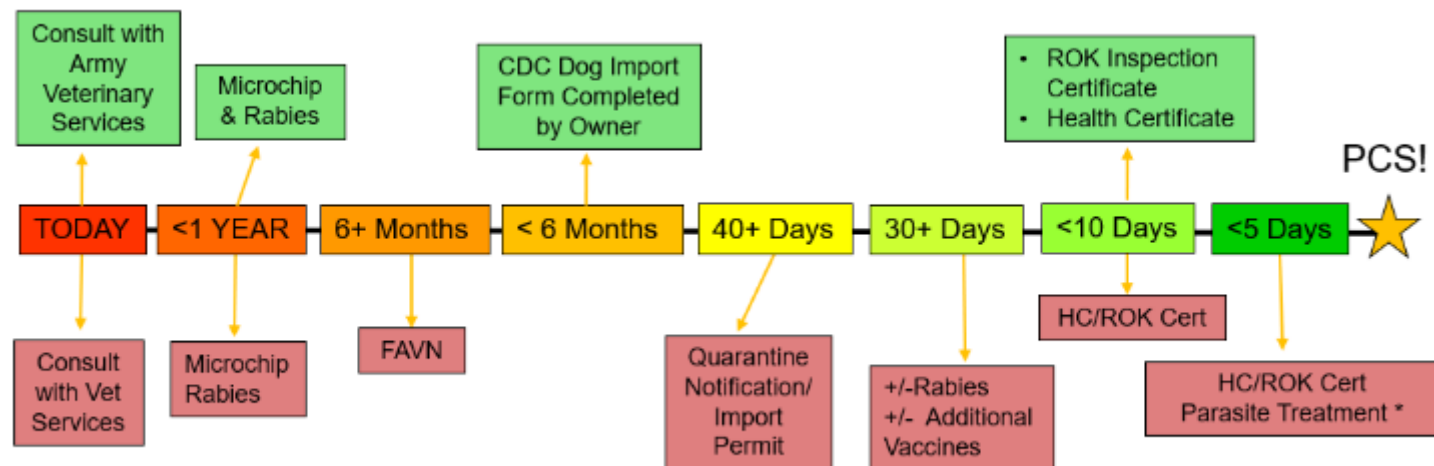 Consult with
Army
Veterinary
Services
Microchip
& Rabies
CDC Dog Import
Form Completed
by Owner
• ROK Inspection
Certificate
• Health Certificate
PCS!
TODAY
<1 YEAR
6+ Months
< 6 Months
40+ Days
30+ Days
<10 Days
<5 Days
Consult
with Vet
Services
Microchip
Rabies
FAVN
Quarantine
Notification/
Import
Permit
+/-Rabies
+/- Additional
Vaccines
HC/ROK Cert
HC/ROK Cert
Parasite Treatment *